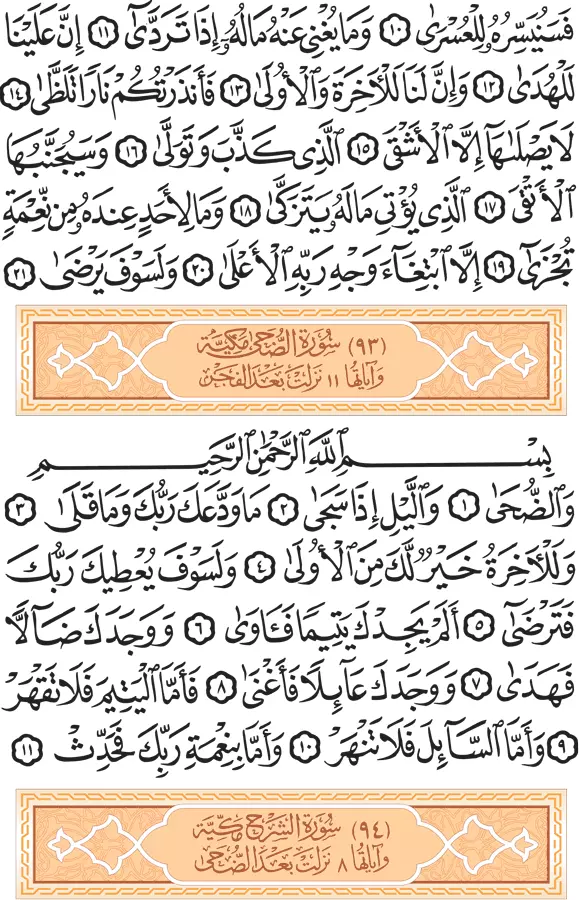 فَسَنُيَسِّرُهُۥ لِلْعُسْرَىٰ ١٠ وَمَا يُغْنِى عَنْهُ مَالُهُۥٓ إِذَا تَرَدَّىٰٓ ١١ إِنَّ عَلَيْنَا
لَلْهُدَىٰ ١٢ وَإِنَّ لَنَا لَلْـَٔاخِرَةَ وَٱلْأُولَىٰ ١٣ فَأَنذَرْتُكُمْ نَارًا تَلَظَّىٰ ١٤
لَا يَصْلَىٰهَآ إِلَّا ٱلْأَشْقَى ١٥ ٱلَّذِى كَذَّبَ وَتَوَلَّىٰ ١٦ وَسَيُجَنَّبُهَا
ٱلْأَتْقَى ١٧ ٱلَّذِى يُؤْتِى مَالَهُۥ يَتَزَكَّىٰ ١٨ وَمَا لِأَحَدٍ عِندَهُۥ مِن نِّعْمَةٍ
تُجْزَىٰٓ ١٩ إِلَّا ٱبْتِغَآءَ وَجْهِ رَبِّهِ ٱلْأَعْلَىٰ ٢٠ وَلَسَوْفَ يَرْضَىٰ ٢١
(٩٣) سُورَةُ الضُّحَىٰ مَكِّيَّة
وَآيَاتُهَا ١١ نَزَلَتْ بَعْدَ الفَجْرِ
بِسْمِ ٱللَّهِ ٱلرَّحْمَٰنِ ٱلرَّحِيمِ
وَٱلضُّحَىٰ ١ وَٱلَّيْلِ إِذَا سَجَىٰ ٢ مَا وَدَّعَكَ رَبُّكَ وَمَا قَلَىٰ ٣
وَلَلْـَٔاخِرَةُ خَيْرٌ لَّكَ مِنَ ٱلْأُولَىٰ ٤ وَلَسَوْفَ يُعْطِيكَ رَبُّكَ
فَتَرْضَىٰٓ ٥ أَلَمْ يَجِدْكَ يَتِيمًا فَـَٔاوَىٰ ٦ وَوَجَدَكَ ضَآلًّا
فَهَدَىٰ ٧ وَوَجَدَكَ عَآئِلًا فَأَغْنَىٰ ٨ فَأَمَّا ٱلْيَتِيمَ فَلَا تَقْهَرْ
٩ وَأَمَّا ٱلسَّآئِلَ فَلَا تَنْهَرْ ١٠ وَأَمَّا بِنِعْمَةِ رَبِّكَ فَحَدِّثْ ١١
(٩٤) سُورَةُ الشَّرْحِ مَكِّيَّة
وَآيَاتُهَا ٨ نَزَلَتْ بَعْدَ الضُّحَىٰ